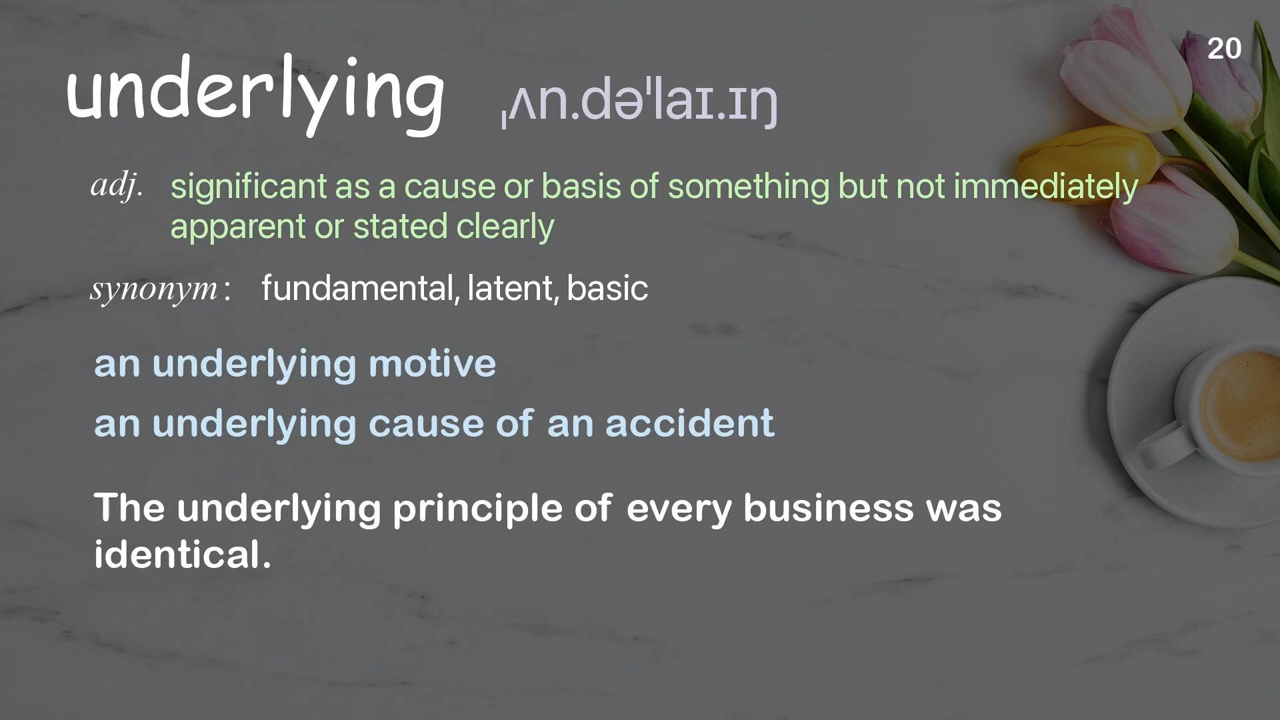 20
underlying ˌʌn.dəˈlaɪ.ɪŋ
adj. significant as a cause or basis of something but not immediately
apparent or stated clearly
synonym : fundamental, latent, basic
an underlying motive
an underlying cause of an accident
The underlying principle of every business was
identical.